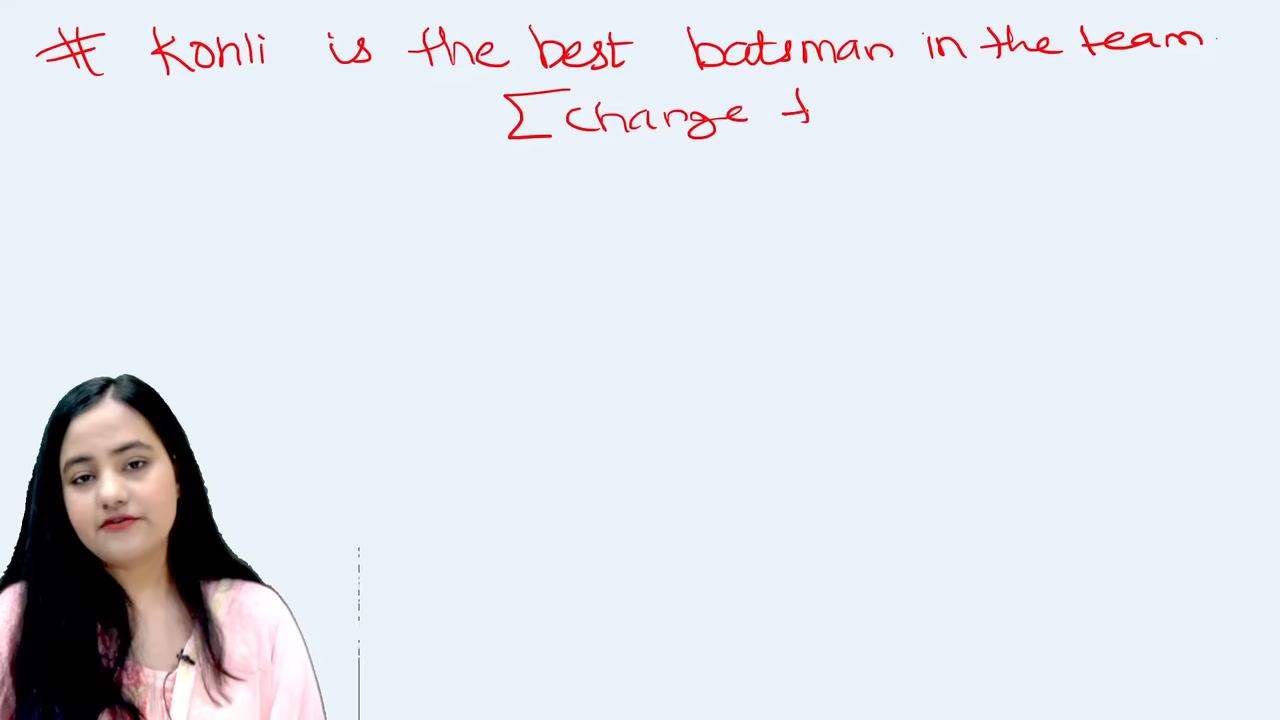 # Kohli is the best batsman in the team.
[change t